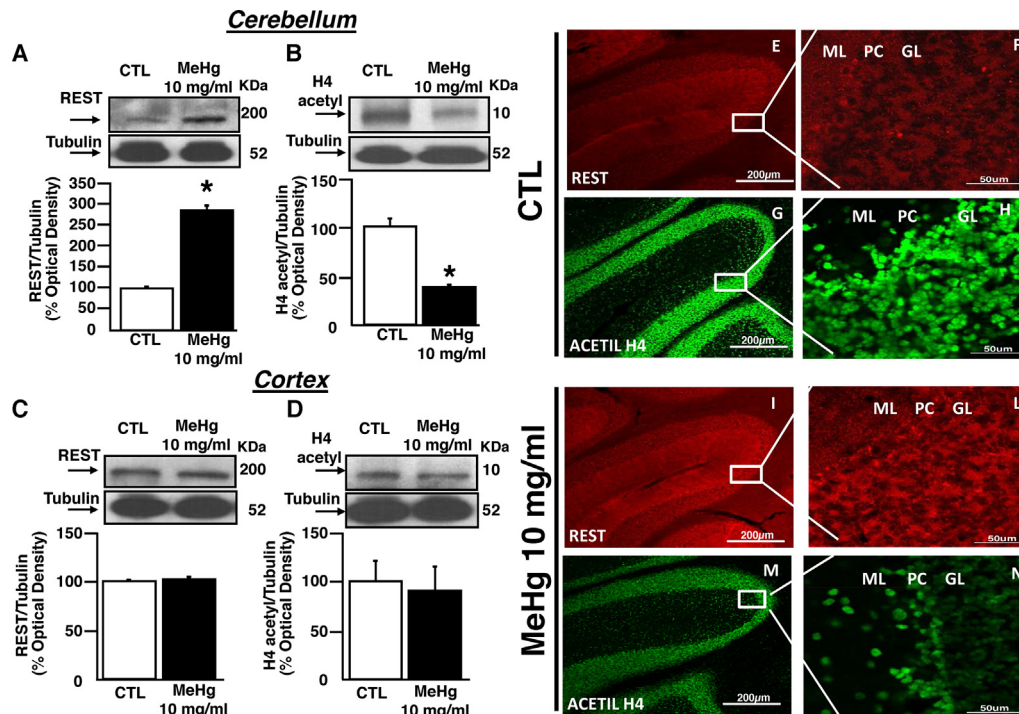 Cerebellum
A
CTL
MeHg
10 mg/ml
KDa
REST
200
Tubulin
52
REST/Tubulin
(% Optical Density)
350
300
250
200
150
100
50
0
*
CTL
MeHg
10 mg/ml
B
CTL
MeHg
10 mg/ml
KDa
H4
acetyl
10
Tubulin
52
H4 acetyl/Tubulin
(% Optical Density)
150
100
50
0
*
CTL
MeHg
10 mg/ml
Cortex
C
CTL
MeHg
10 mg/ml
KDa
REST
200
Tubulin
52
REST/Tubulin
(% Optical Density)
150
100
50
0
CTL
MeHg
10 mg/ml
D
CTL
MeHg
10 mg/ml
KDa
H4
acetyl
10
Tubulin
52
H4 acetyl/Tubulin
(% Optical Density)
150
100
50
0
CTL
MeHg
10 mg/ml
CTL
E
REST
200µm
ML PC GL F
50um
G
ACETIL H4
200µm
ML PC GL H
50um
MeHg 10 mg/ml
I
REST
200µm
ML PC GL L
50um
M
ACETIL H4
200µm
ML PC GL N
50um